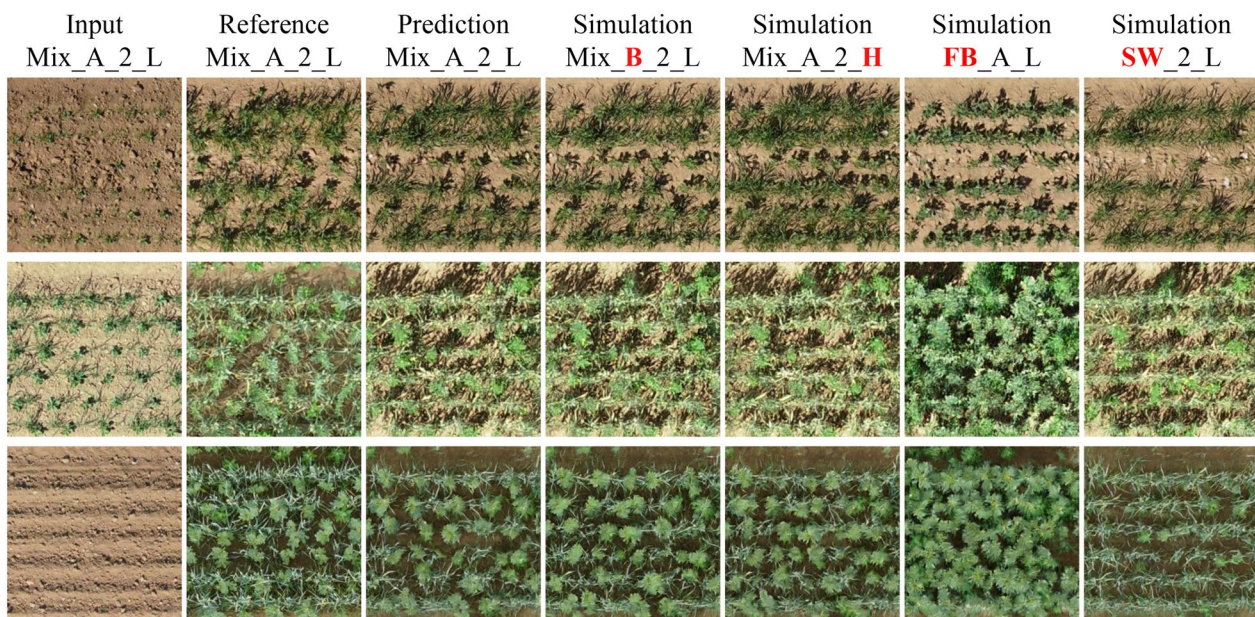 Input Reference Prediction Simulation Simulation Simulation Simulation
Mix_A_2_L Mix_A_2_L Mix_A_2_L Mix_B_2_L Mix_A_2_H FB_A_L SW_2_L